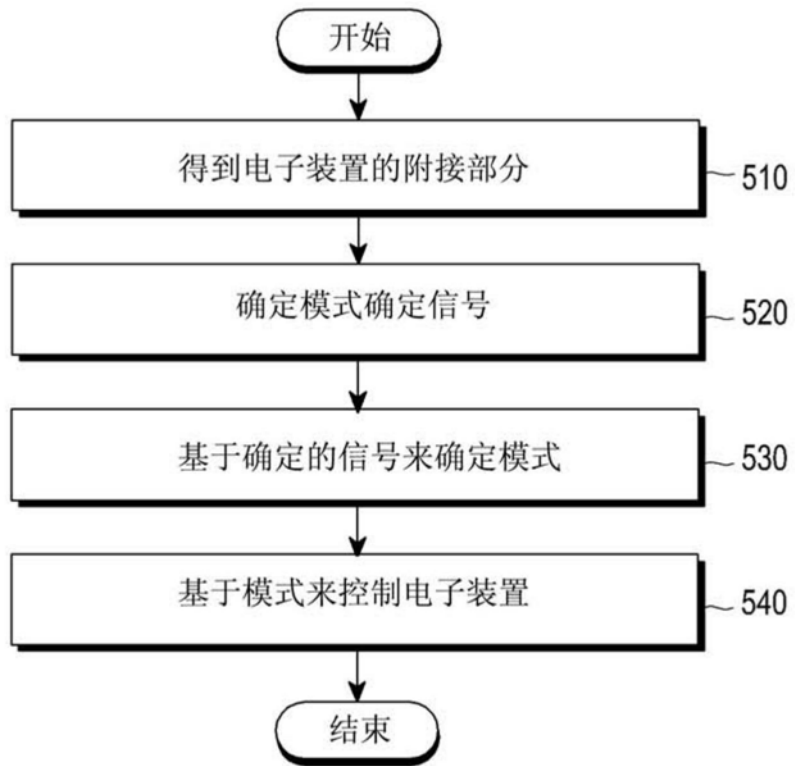 开始
得到电子装置的附接部分
510
确定模式确定信号
520
基于确定的信号来确定模式
530
基于模式来控制电子装置
540
结束